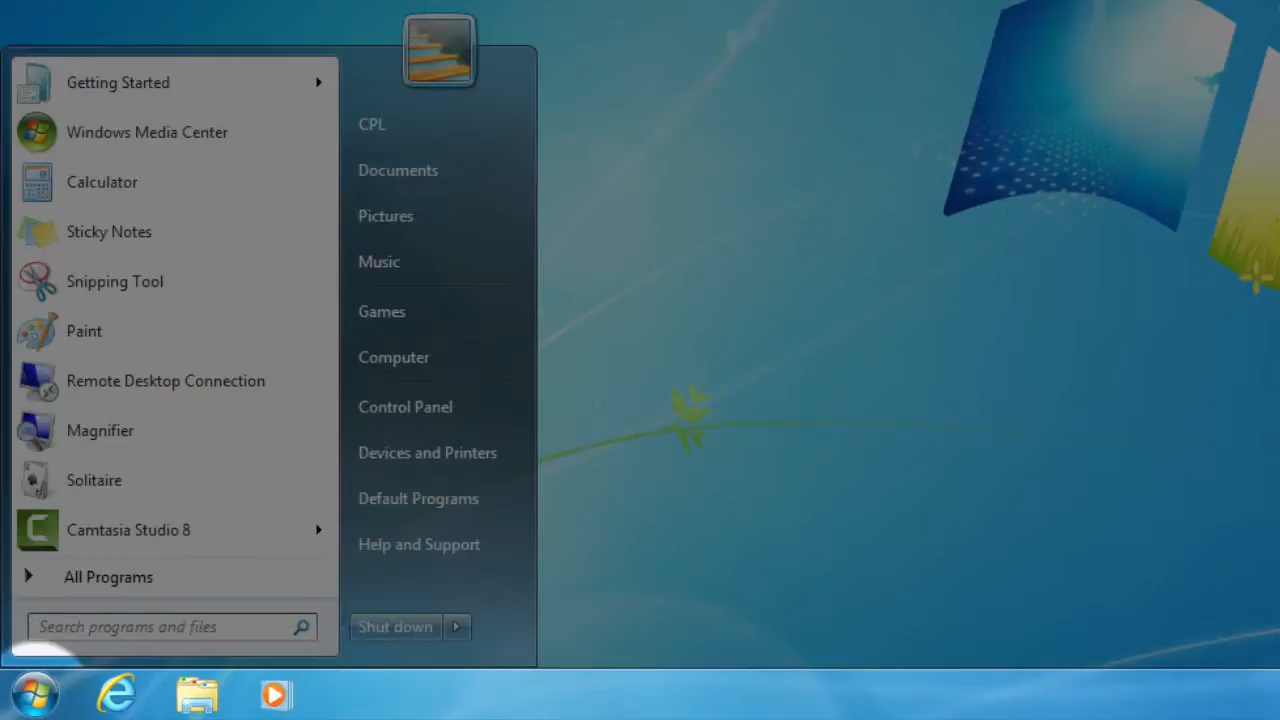 Getting Started
Windows Media Center
Calculator
Sticky Notes
Snipping Tool
Paint
Remote Desktop Connection
Magnifier
Solitaire
Camtasia Studio 8
All Programs
Search programs and files
CPL
Documents
Pictures
Music
Games
Computer
Control Panel
Devices and Printers
Default Programs
Help and Support
Shut down